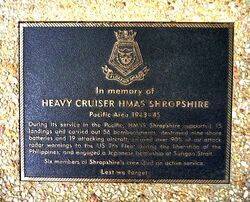 In memory of
HEAVY CRUISER HMAS SHROPSHIRE
Pacific Area 1943-45
During its service in the Pacific, HMAS Shropshire supported 15
landings and carried out 56 bombardments, destroyed nine shore
batteries and 19 attacking aircraft, relayed over 90% of air attack
radar warnings to the US 7th Fleet during the liberation of the
Philippines, and engaged a Japanese battleship at Surigao Strait.
Six members of Shropshire's crew died on active service.
Lest we forget